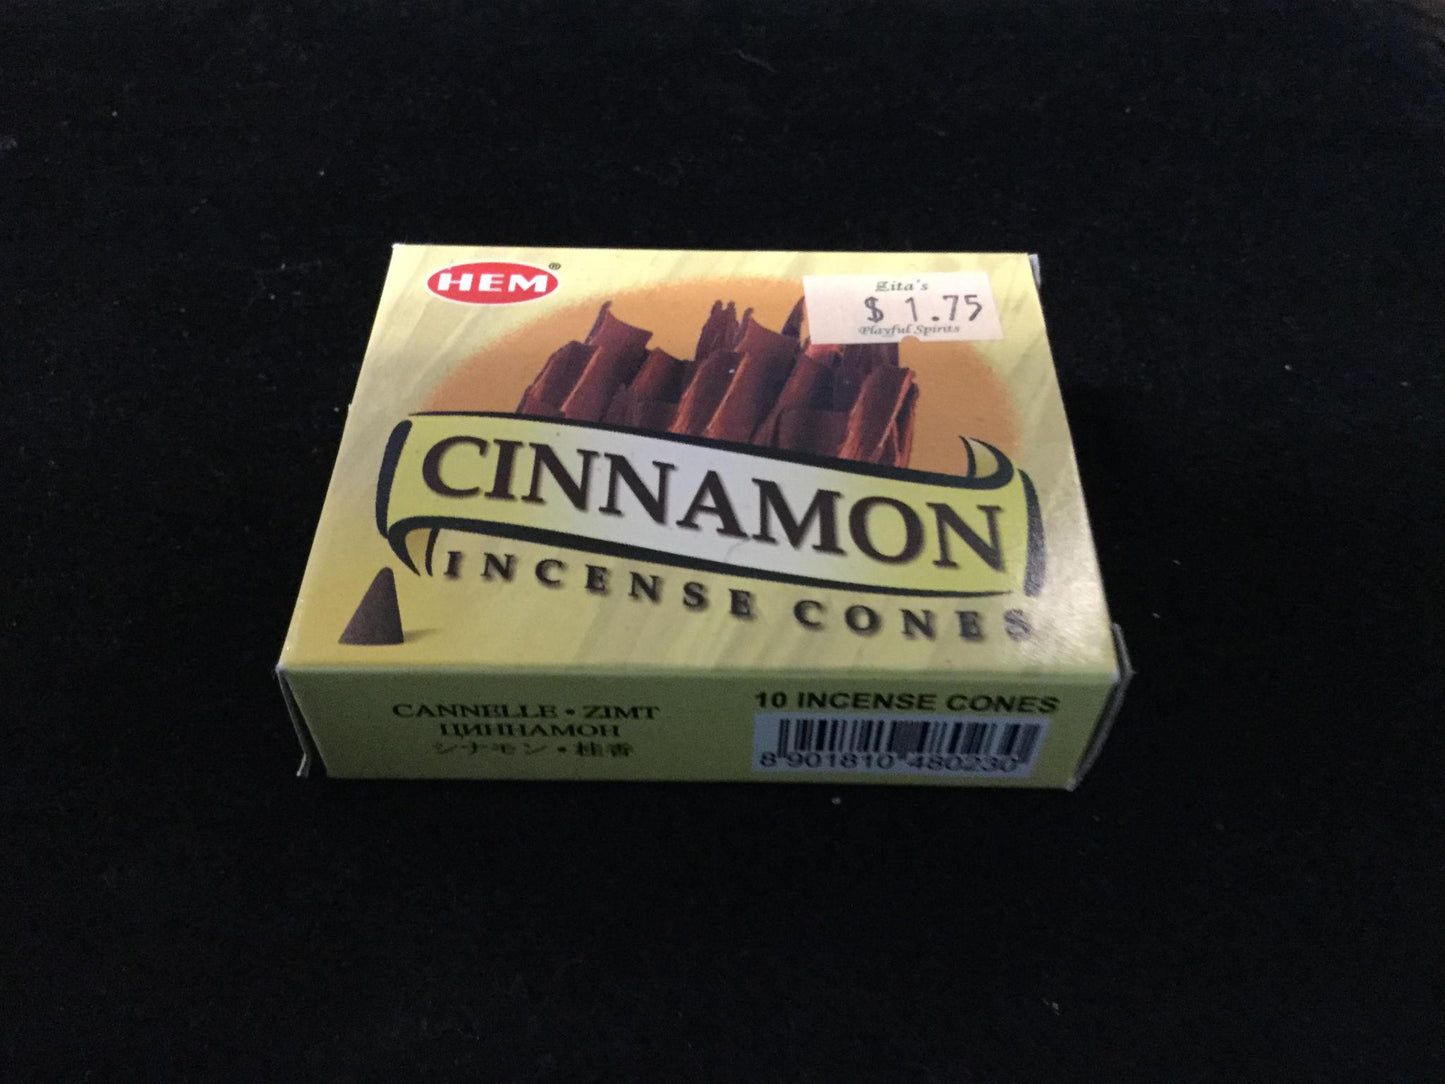 HEM®
Zita's
$ 1.75
Playful Spirits
CINNAMON
INCENSE CONES
CANNELLE • ZIMT
ЦИННАМОН
シナモン • 桂香
10 INCENSE CONES
8 901810 480230